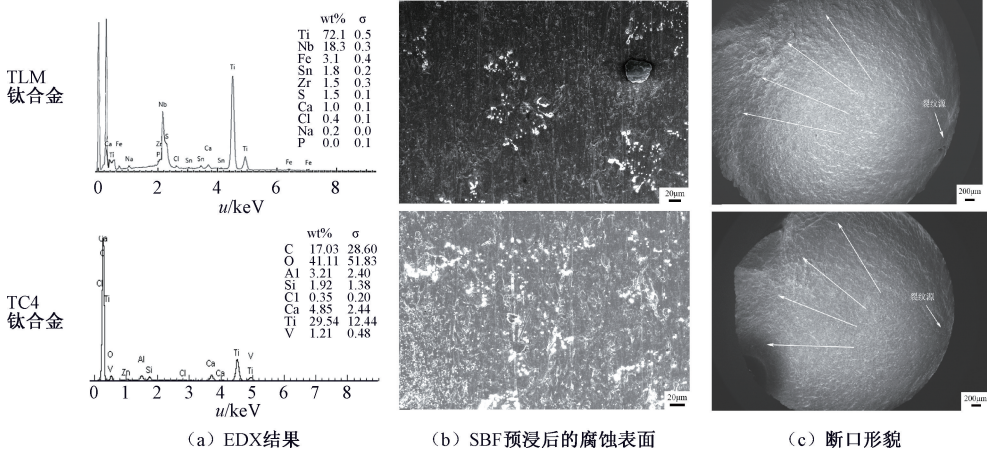 TLM
钛合金
wt% σ
Ti 72.1 0.5
Nb 18.3 0.3
Fe 3.1 0.4
Sn 1.8 0.2
Zr 1.5 0.3
S 1.5 0.1
Ca 1.0 0.1
Cl 0.4 0.1
Na 0.2 0.0
P 0.0 0.1
Ti
Nb
S
Ca Fe
Ti
Na
Zr
P
Cl
Sn
Sn
Ca
Sn
Ti
Fe
Fe
0 2 4 6 8
u/keV
20μm
裂纹源
200μm
TC4
钛合金
wt% σ
C 17.03 28.60
O 41.11 51.83
Al 3.21 2.40
Si 1.92 1.38
Cl 0.35 0.20
Ca 4.85 2.44
Ti 29.54 12.44
V 1.21 0.48
C
Cl
Ti
O
V
Zn
Al
Si
Cl
Ca
Ca
Ti
V
Ti
0 1 2 3 4 5 6 7 8
u/keV
20μm
裂纹源
200μm
（a）EDX结果
（b）SBF预浸后的腐蚀表面
（c）断口形貌